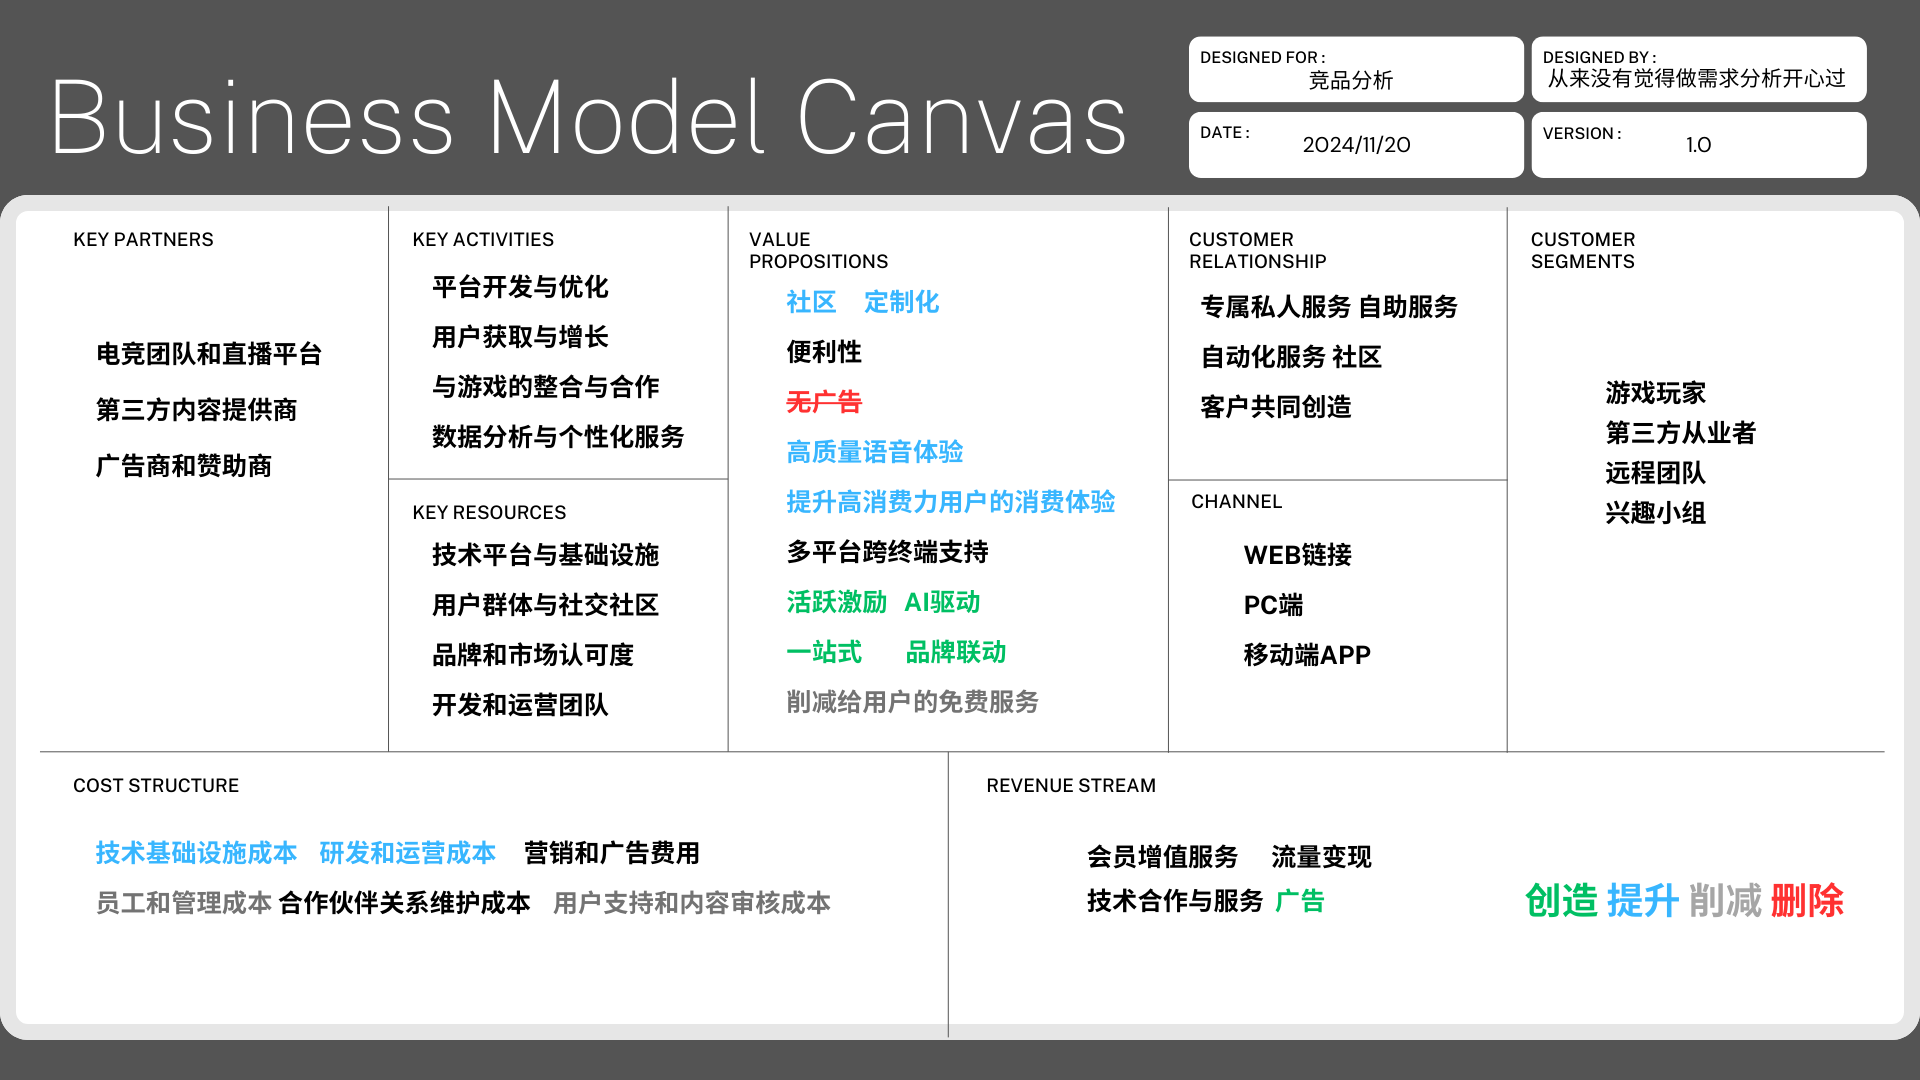 Business Model Canvas
DESIGNED FOR :
竞品分析
DESIGNED BY :
从来没有觉得做需求分析开心过
DATE :
2024/11/20
VERSION :
1.0
KEY PARTNERS
电竞团队和直播平台
第三方内容提供商
广告商和赞助商
KEY ACTIVITIES
平台开发与优化
用户获取与增长
与游戏的整合与合作
数据分析与个性化服务
KEY RESOURCES
技术平台与基础设施
用户群体与社交社区
品牌和市场认可度
开发和运营团队
VALUE
PROPOSITIONS
社区 定制化
便利性
无广告
高质量语音体验
提升高消费力用户的消费体验
多平台跨终端支持
活跃激励 AI驱动
一站式 品牌联动
削减给用户的免费服务
CUSTOMER
RELATIONSHIP
专属私人服务 自助服务
自动化服务 社区
客户共同创造
CHANNEL
WEB链接
PC端
移动端APP
CUSTOMER
SEGMENTS
游戏玩家
第三方从业者
远程团队
兴趣小组
COST STRUCTURE
技术基础设施成本 研发和运营成本 营销和广告费用
员工和管理成本 合作伙伴关系维护成本 用户支持和内容审核成本
REVENUE STREAM
会员增值服务 流量变现
技术合作与服务 广告
创造 提升 削减 删除